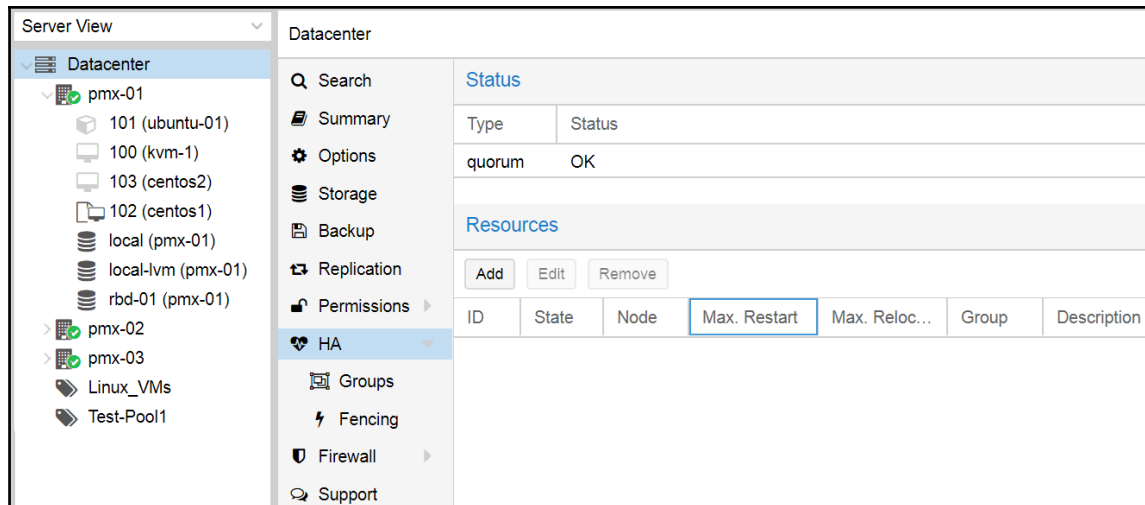 Server View
Datacenter
pmx-01
101 (ubuntu-01)
100 (kvm-1)
103 (centos2)
102 (centos1)
local (pmx-01)
local-lvm (pmx-01)
rbd-01 (pmx-01)
pmx-02
pmx-03
Linux_VMs
Test-Pool1
Datacenter
Search
Summary
Options
Storage
Backup
Replication
Permissions
HA
Groups
Fencing
Firewall
Support
Status
Type Status
quorum OK
Resources
Add Edit Remove
ID State Node Max. Restart Max. Reloc... Group Description